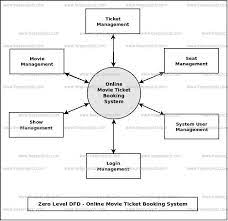 Ticket
Management
Movie
Management
Seat
Management
Online
Movie Ticket
Booking
System
Show
Management
System User
Management
Login
Management
Zero Level DFD - Online Movie Ticket Booking System